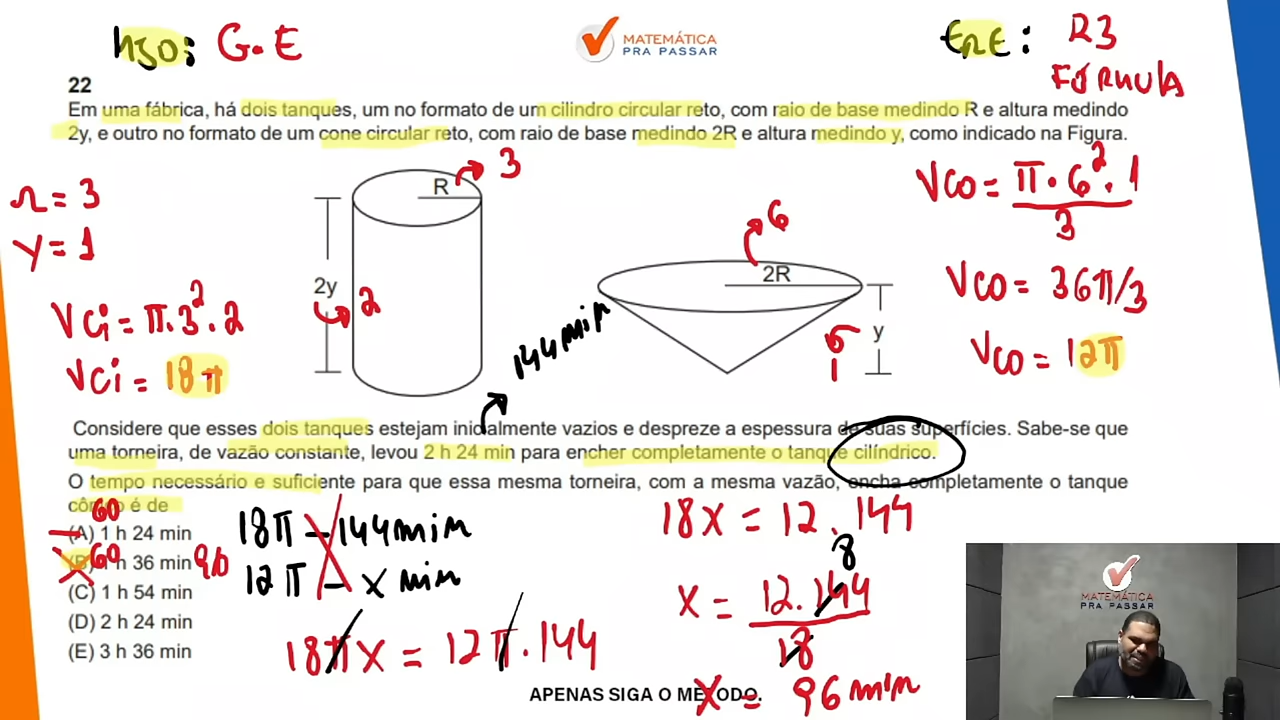 ASO: G.E
MATEMÁTICA
PRA PASSAR
R3
FÓRMULA
22
Em uma fábrica, há dois tanques, um no formato de um cilindro circular reto, com raio de base medindo R e altura medindo
2y, e outro no formato de um cone circular reto, com raio de base medindo 2R e altura medindo y, como indicado na Figura.
r = 3
y = 1
VCi = π.3².2
VCi = 18π
R
3
2y
2
6
2R
y
1
144 min
VCO = π.6².1
3
VCO = 36π/3
VCO = 12π
Considere que esses dois tanques estejam inicialmente vazios e despreze a espessura de suas superfícies. Sabe-se que
uma torneira, de vazão constante, levou 2 h 24 min para encher completamente o tanque cilíndrico.
O tempo necessário e suficiente para que essa mesma torneira, com a mesma vazão, encha completamente o tanque
cônico é de
60
(A) 1 h 24 min
60
(B) 1 h 36 min 96
(C) 1 h 54 min
(D) 2 h 24 min
(E) 3 h 36 min
18π - 144 min
12π - x min
18πx = 12π.144
18x = 12.144
8
x = 12.144
18
x = 96 min
APENAS SIGA O MÉTODO.
MATEMÁTICA
PRA PASSAR